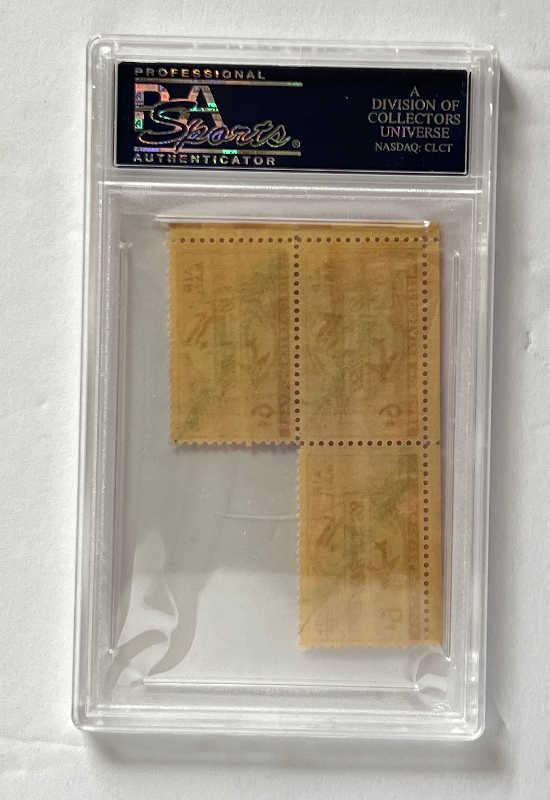 PROFESSIONAL
PSA
Sports®
AUTHENTICATOR
A
DIVISION OF
COLLECTORS
UNIVERSE
NASDAQ: CLCT